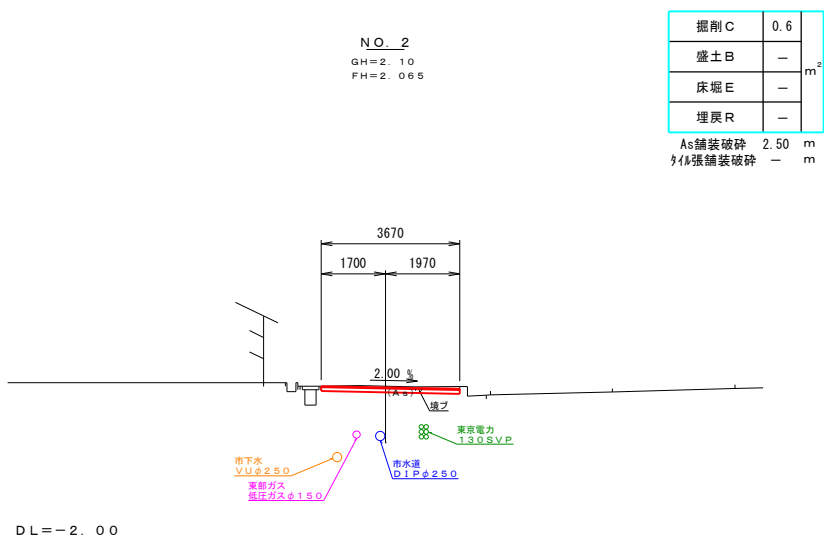 NO. 2
GH=2. 10
FH=2. 065
掘削C 0.6
盛土B －
床堀E －
埋戻R －
m²
As舗装破砕 2.50 m
ﾀｲﾙ張舗装破砕 － m
3670
1700 1970
2.00 %
(As)
境ブ
東京電力
130SVP
市下水
VUφ250
市水道
DIPφ250
東部ガス
低圧ガスφ150
DL=－2. 00